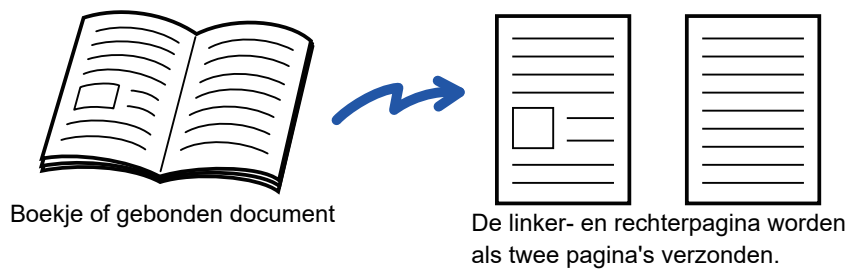 Boekje of gebonden document
De linker- en rechterpagina worden
als twee pagina's verzonden.